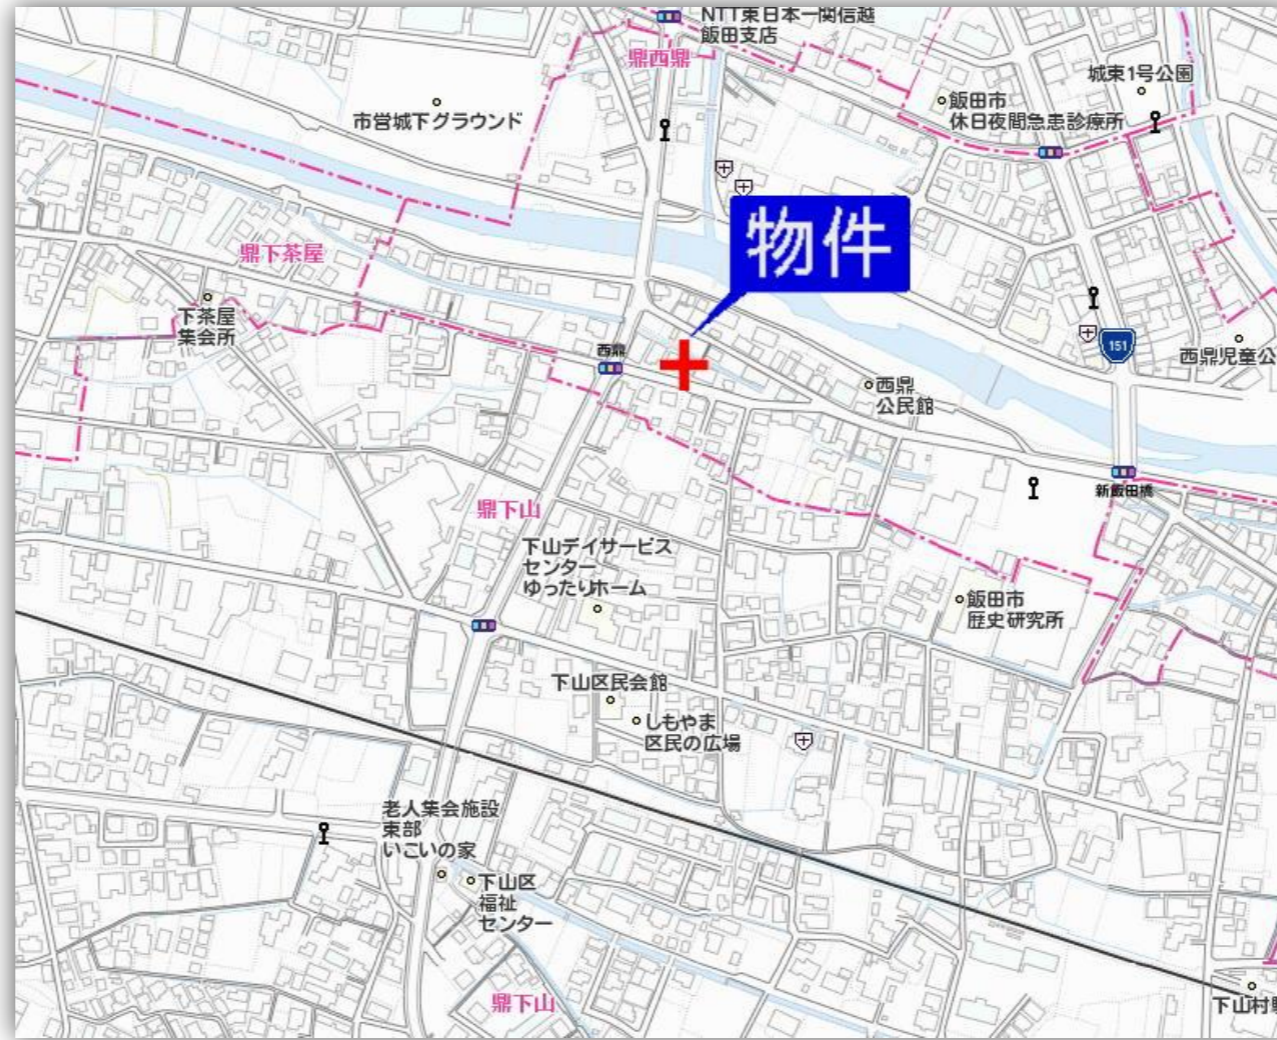 NTT東日本一関信越
飯田支店
鼎西鼎
城東1号公園
市営城下グラウンド
飯田市
休日夜間急患診療所
物件
鼎下茶屋
下茶屋
集会所
西鼎
151
西鼎児童公
西鼎
公民館
新飯田橋
鼎下山
下山デイサービス
センター
ゆったりホーム
飯田市
歴史研究所
下山区民会館
しもやま
区民の広場
老人集会施設
東部
いこいの家
下山区
福祉
センター
鼎下山
下山村